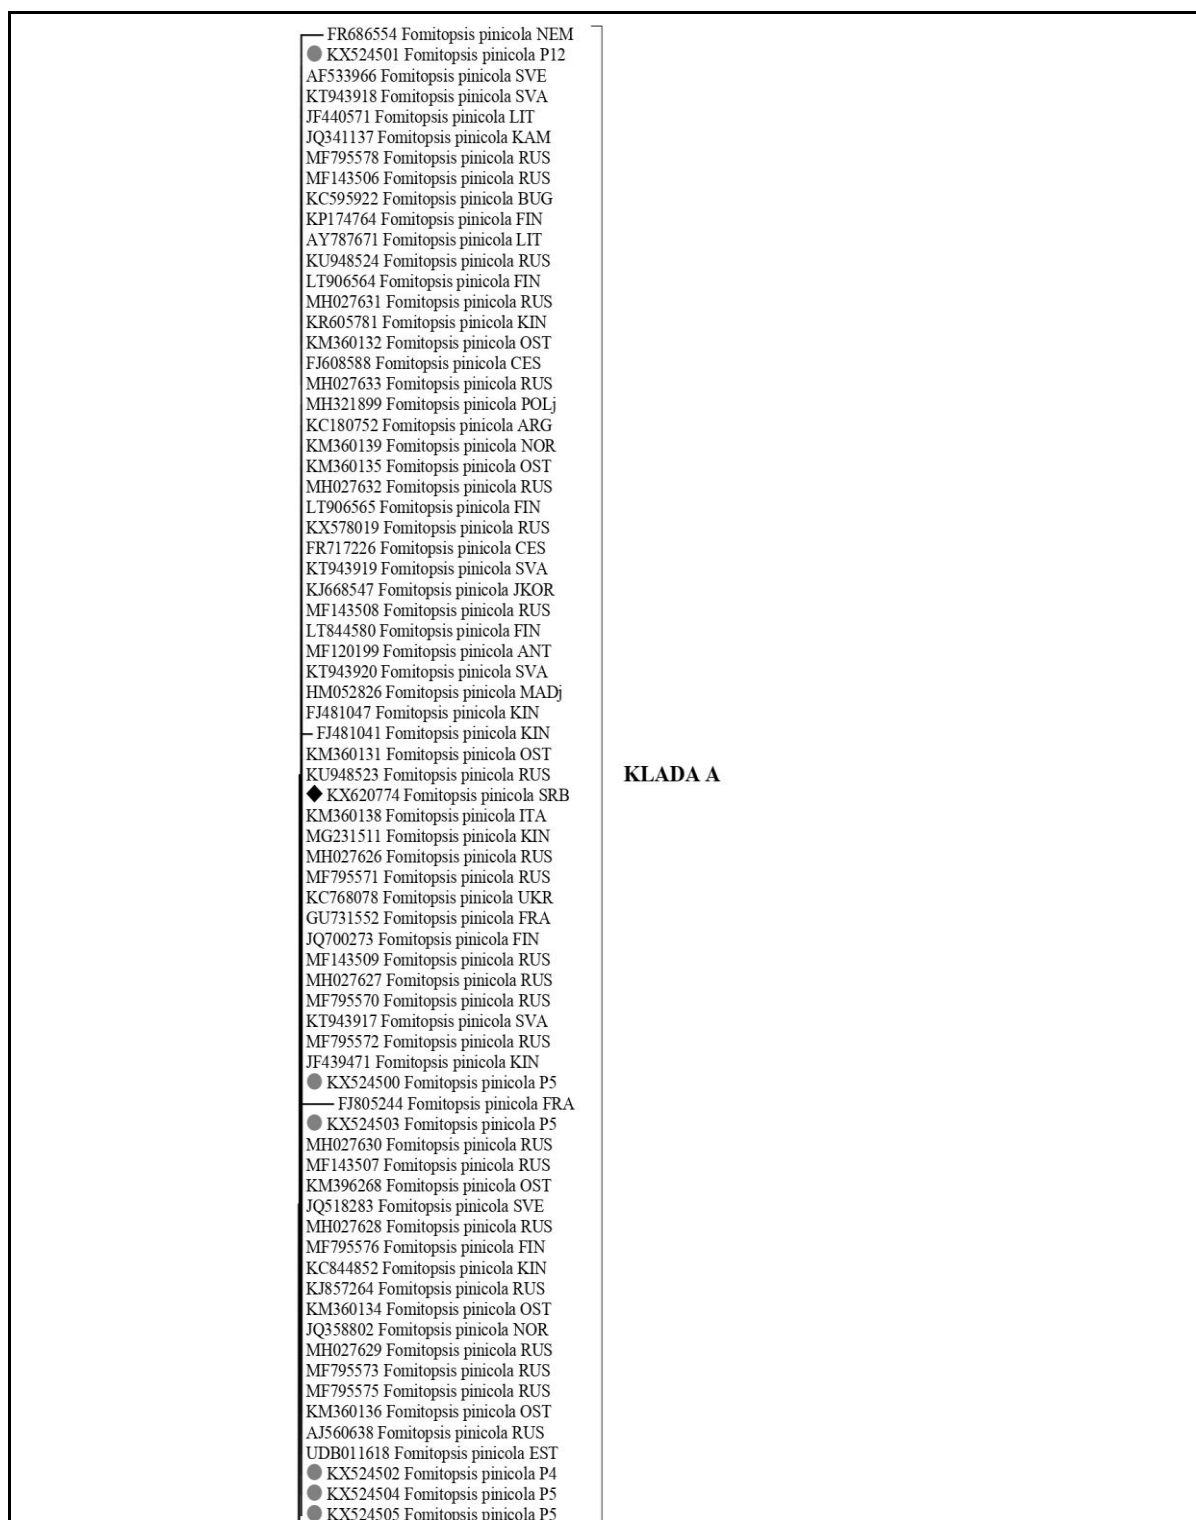 FR686554 Fomitopsis pinicola NEM
KX524501 Fomitopsis pinicola P12
AF533966 Fomitopsis pinicola SVE
KT943918 Fomitopsis pinicola SVA
JF440571 Fomitopsis pinicola LIT
JQ341137 Fomitopsis pinicola KAM
MF795578 Fomitopsis pinicola RUS
MF143506 Fomitopsis pinicola RUS
KC595922 Fomitopsis pinicola BUG
KP174764 Fomitopsis pinicola FIN
AY787671 Fomitopsis pinicola LIT
KU948524 Fomitopsis pinicola RUS
LT906564 Fomitopsis pinicola FIN
MH027631 Fomitopsis pinicola RUS
KR605781 Fomitopsis pinicola KIN
KM360132 Fomitopsis pinicola OST
FJ608588 Fomitopsis pinicola CES
MH027633 Fomitopsis pinicola RUS
MH321899 Fomitopsis pinicola POLj
KC180752 Fomitopsis pinicola ARG
KM360139 Fomitopsis pinicola NOR
KM360135 Fomitopsis pinicola OST
MH027632 Fomitopsis pinicola RUS
LT906565 Fomitopsis pinicola FIN
KX578019 Fomitopsis pinicola RUS
FR717226 Fomitopsis pinicola CES
KT943919 Fomitopsis pinicola SVA
KJ668547 Fomitopsis pinicola JKOR
MF143508 Fomitopsis pinicola RUS
LT844580 Fomitopsis pinicola FIN
MF120199 Fomitopsis pinicola ANT
KT943920 Fomitopsis pinicola SVA
HM052826 Fomitopsis pinicola MADj
FJ481047 Fomitopsis pinicola KIN
FJ481041 Fomitopsis pinicola KIN
KM360131 Fomitopsis pinicola OST
KU948523 Fomitopsis pinicola RUS
KLADA A
KX620774 Fomitopsis pinicola SRB
KM360138 Fomitopsis pinicola ITA
MG231511 Fomitopsis pinicola KIN
MH027626 Fomitopsis pinicola RUS
MF795571 Fomitopsis pinicola RUS
KC768078 Fomitopsis pinicola UKR
GU731552 Fomitopsis pinicola FRA
JQ700273 Fomitopsis pinicola FIN
MF143509 Fomitopsis pinicola RUS
MH027627 Fomitopsis pinicola RUS
MF795570 Fomitopsis pinicola RUS
KT943917 Fomitopsis pinicola SVA
MF795572 Fomitopsis pinicola RUS
JF439471 Fomitopsis pinicola KIN
KX524500 Fomitopsis pinicola P5
FJ805244 Fomitopsis pinicola FRA
KX524503 Fomitopsis pinicola P5
MH027630 Fomitopsis pinicola RUS
MF143507 Fomitopsis pinicola RUS
KM396268 Fomitopsis pinicola OST
JQ518283 Fomitopsis pinicola SVE
MH027628 Fomitopsis pinicola RUS
MF795576 Fomitopsis pinicola FIN
KC844852 Fomitopsis pinicola KIN
KJ857264 Fomitopsis pinicola RUS
KM360134 Fomitopsis pinicola OST
JQ358802 Fomitopsis pinicola NOR
MH027629 Fomitopsis pinicola RUS
MF795573 Fomitopsis pinicola RUS
MF795575 Fomitopsis pinicola RUS
KM360136 Fomitopsis pinicola OST
AJ560638 Fomitopsis pinicola RUS
UDB011618 Fomitopsis pinicola EST
KX524502 Fomitopsis pinicola P4
KX524504 Fomitopsis pinicola P5
KX524505 Fomitopsis pinicola P5